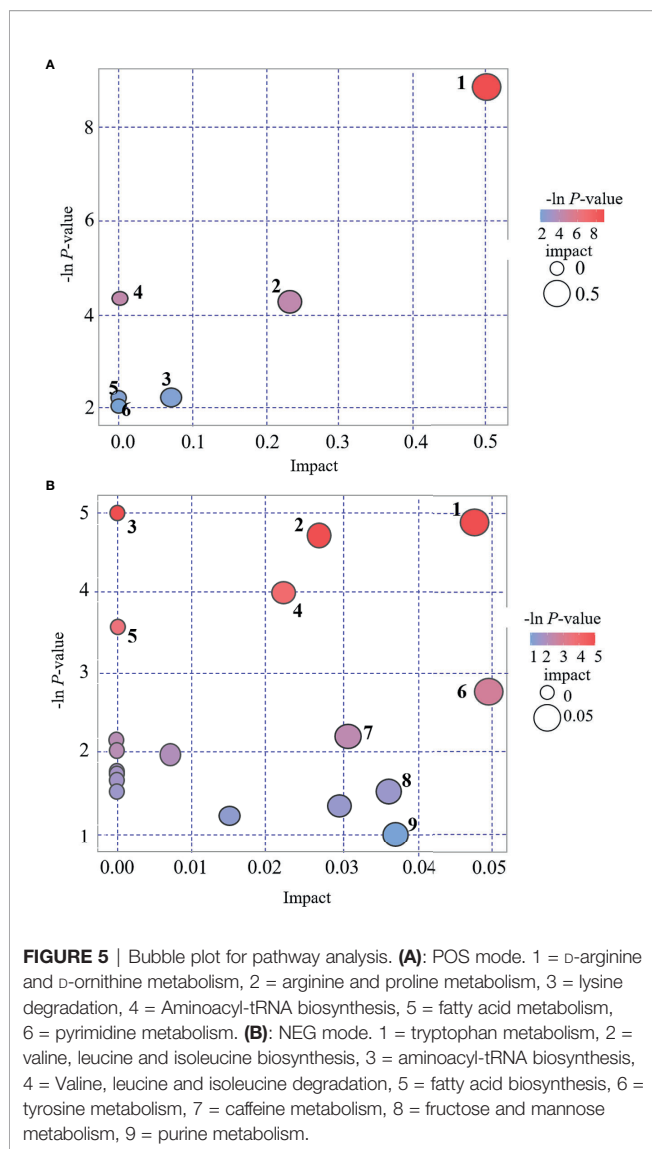 A
-ln P-value
8
6
4
2
1
2
4
3
5
6
0.0 0.1 0.2 0.3 0.4 0.5
Impact
-ln P-value
2 4 6 8
impact
0
0.5
B
-ln P-value
5
4
3
2
1
3
2
1
4
5
6
7
8
9
0.00 0.01 0.02 0.03 0.04 0.05
Impact
-ln P-value
1 2 3 4 5
impact
0
0.05
FIGURE 5 | Bubble plot for pathway analysis. (A): POS mode. 1 = D-arginine
and D-ornithine metabolism, 2 = arginine and proline metabolism, 3 = lysine
degradation, 4 = Aminoacyl-tRNA biosynthesis, 5 = fatty acid metabolism,
6 = pyrimidine metabolism. (B): NEG mode. 1 = tryptophan metabolism, 2 =
valine, leucine and isoleucine biosynthesis, 3 = aminoacyl-tRNA biosynthesis,
4 = Valine, leucine and isoleucine degradation, 5 = fatty acid biosynthesis, 6 =
tyrosine metabolism, 7 = caffeine metabolism, 8 = fructose and mannose
metabolism, 9 = purine metabolism.